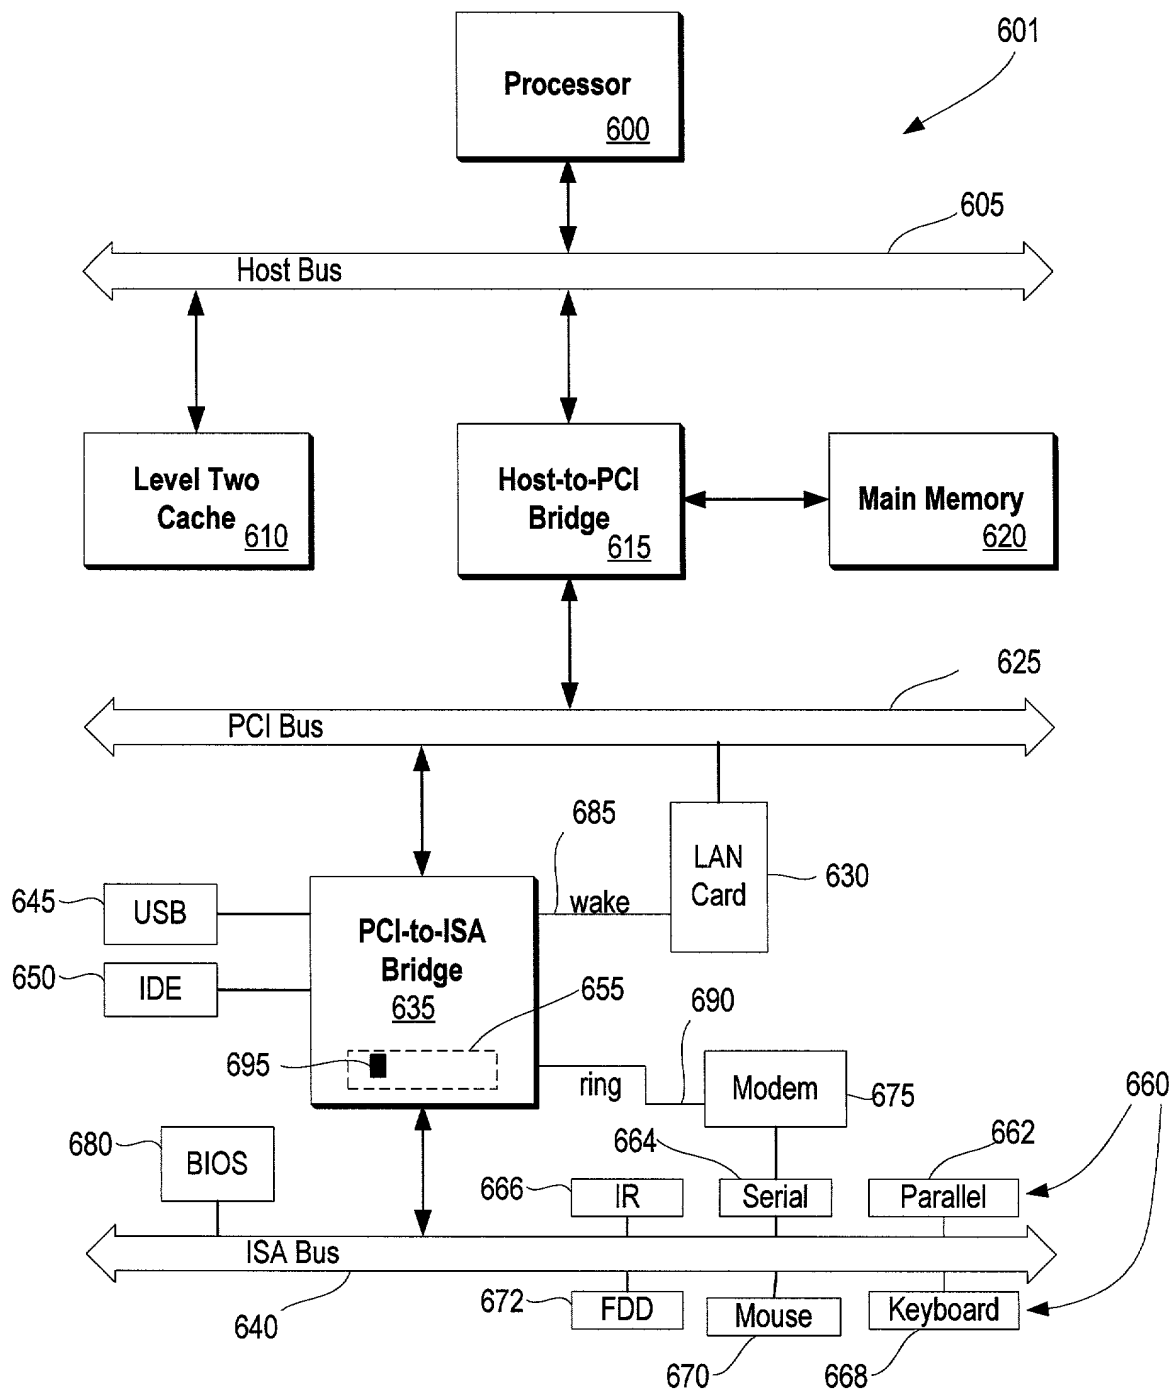 601
Processor
600
605
Host Bus
Level Two
Cache
610
Host-to-PCI
Bridge
615
Main Memory
620
625
PCI Bus
685
LAN
Card
630
wake
645
USB
PCI-to-ISA
Bridge
635
650
IDE
655
690
695
ring
Modem
675
660
680
BIOS
664
662
666
IR
Serial
Parallel
ISA Bus
640
672
FDD
Mouse
Keyboard
670
668